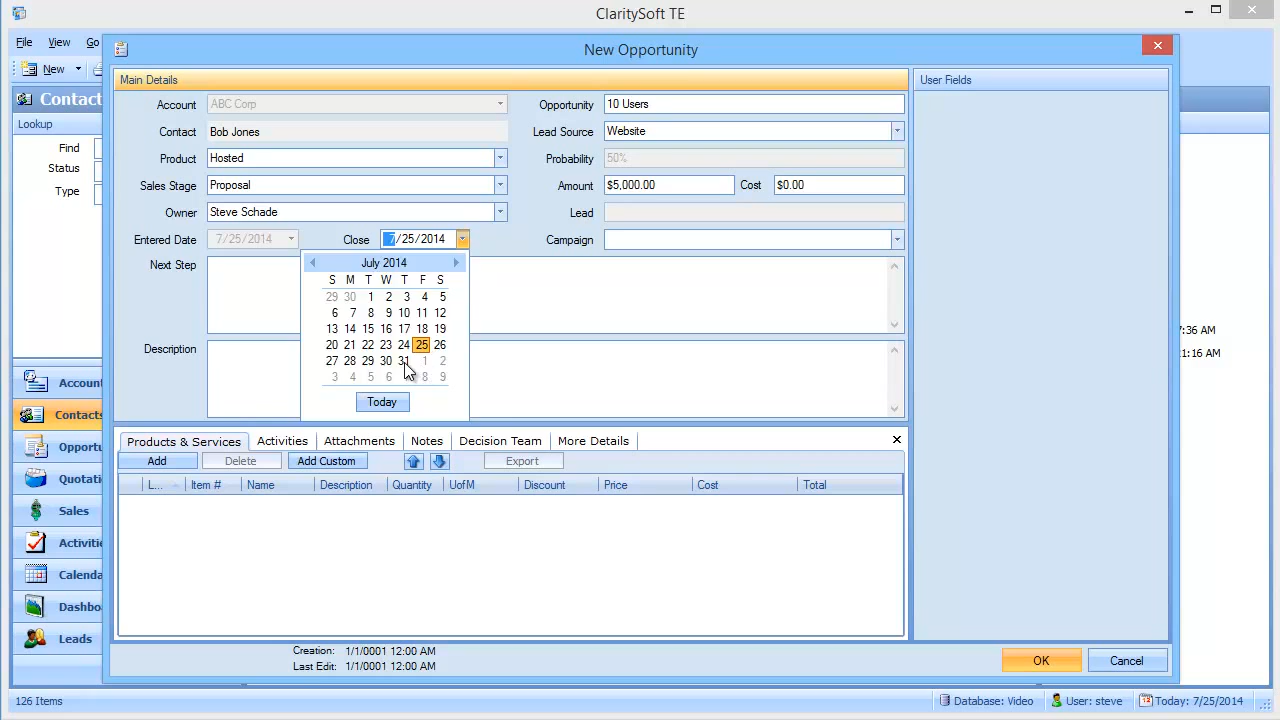 ClaritySoft TE
File View Go
New
Contact
Lookup
Find
Status
Type
New Opportunity
Main Details
User Fields
Account ABC Corp Opportunity 10 Users
Contact Bob Jones Lead Source Website
Product Hosted Probability 50%
Sales Stage Proposal Amount $5,000.00 Cost $0.00
Owner Steve Schade Lead
Entered Date 7/25/2014 Close 7/25/2014 Campaign
Next Step
July 2014
S M T W T F S
29 30 1 2 3 4 5
6 7 8 9 10 11 12
13 14 15 16 17 18 19
20 21 22 23 24 25 26
27 28 29 30 31 1 2
3 4 5 6 8 9
Today
Description
7:36 AM
11:16 AM
Accoun
Contacts
Opport
Quotati
Sales
Activitie
Calenda
Dashbo
Leads
Products & Services Activities Attachments Notes Decision Team More Details
Add Delete Add Custom Export
L... Item # Name Description Quantity UofM Discount Price Cost Total
Creation: 1/1/0001 12:00 AM
Last Edit: 1/1/0001 12:00 AM
OK Cancel
126 Items Database: Video User: steve Today: 7/25/2014